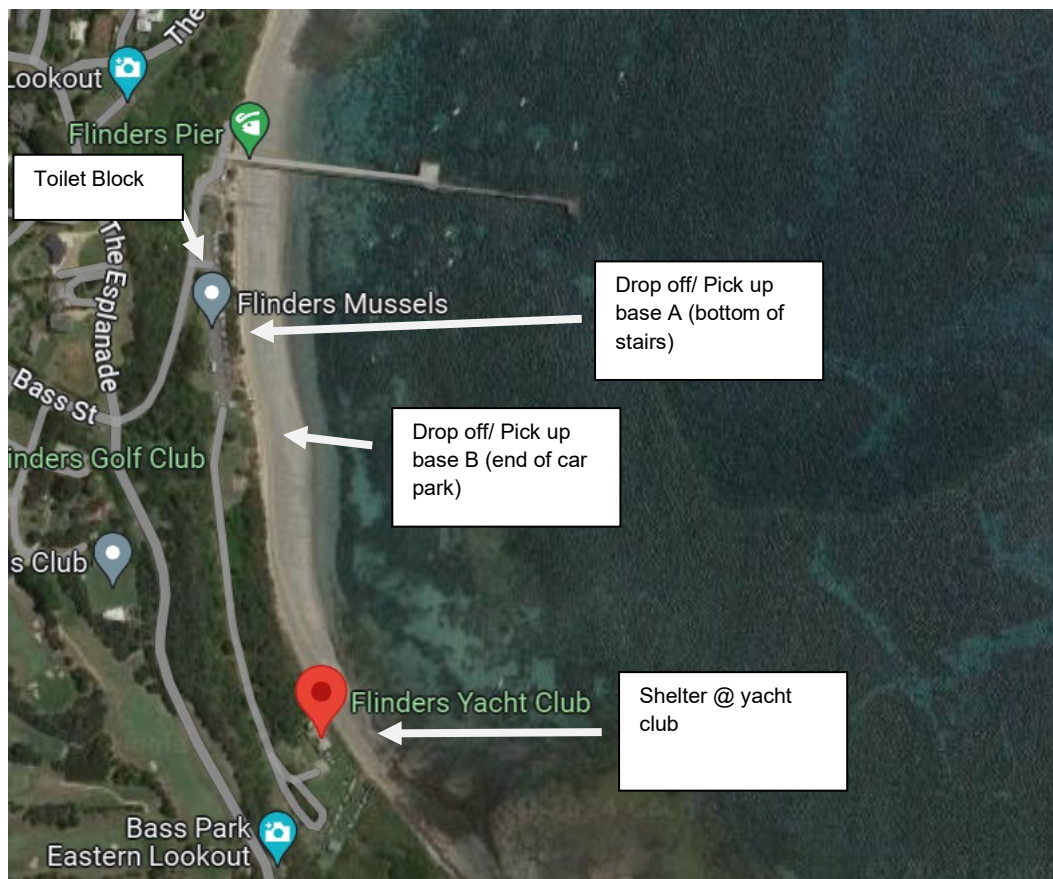 The
Lookout
Flinders Pier
Toilet Block
The Esplanade
Flinders Mussels
Drop off/ Pick up
base A (bottom of
stairs)
Bass St
Drop off/ Pick up
base B (end of car
park)
inders Golf Club
s Club
Shelter @ yacht
club
Flinders Yacht Club
Bass Park
Eastern Lookout